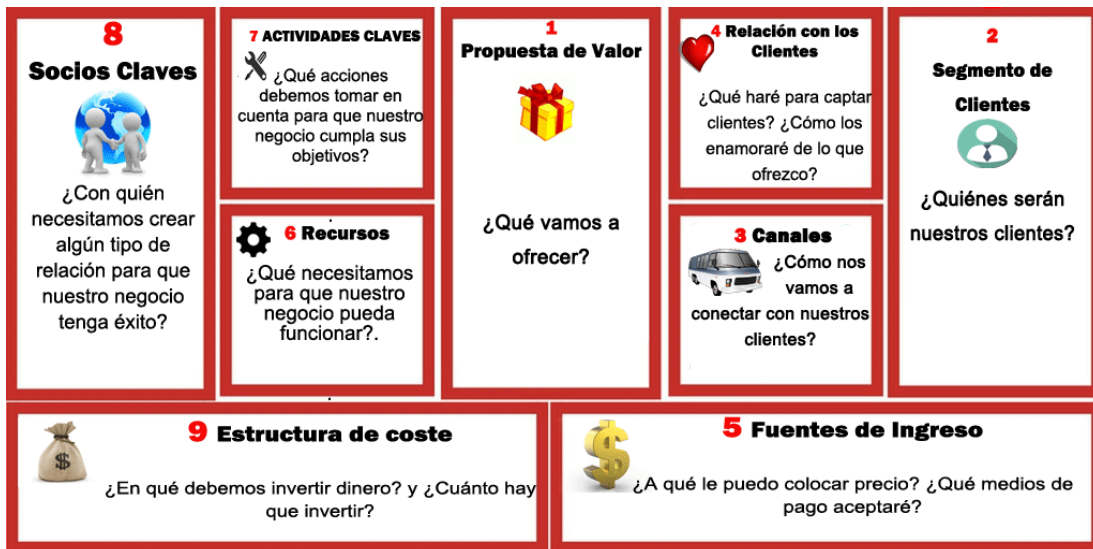 8
Socios Claves
¿Con quién
necesitamos crear
algún tipo de
relación para que
nuestro negocio
tenga éxito?
7 ACTIVIDADES CLAVES
¿Qué acciones
debemos tomar en
cuenta para que nuestro
negocio cumpla sus
objetivos?
6 Recursos
¿Qué necesitamos
para que nuestro
negocio pueda
funcionar?.
1
Propuesta de Valor
¿Qué vamos a
ofrecer?
4 Relación con los
Clientes
¿Qué haré para captar
clientes? ¿Cómo los
enamoraré de lo que
ofrezco?
3 Canales
¿Cómo nos
vamos a
conectar con nuestros
clientes?
2
Segmento de
Clientes
¿Quiénes serán
nuestros clientes?
$
9 Estructura de coste
¿En qué debemos invertir dinero? y ¿Cuánto hay
que invertir?
$
5 Fuentes de Ingreso
¿A qué le puedo colocar precio? ¿Qué medios de
pago aceptaré?